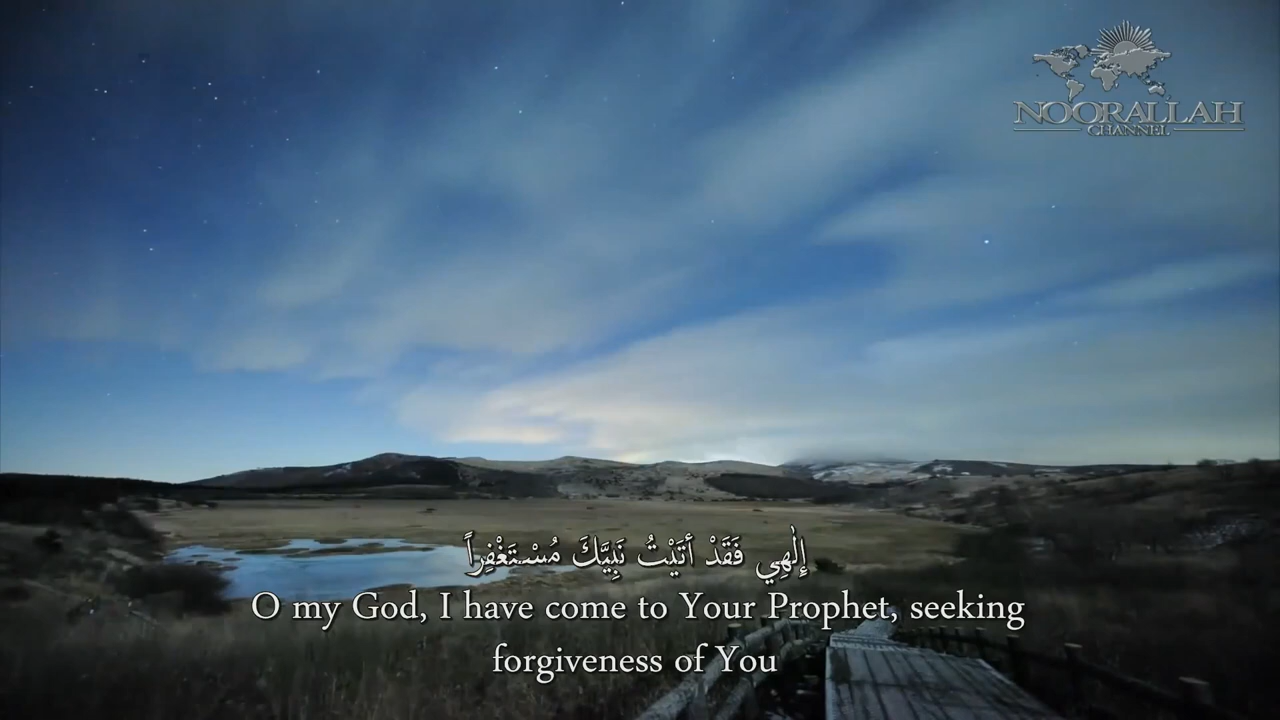 NOORALLAH
CHANNEL
إِلٰهِي فَقَدْ أَتَيْتُ نَبِيَّكَ مُسْتَغْفِراً
O my God, I have come to Your Prophet, seeking
forgiveness of You